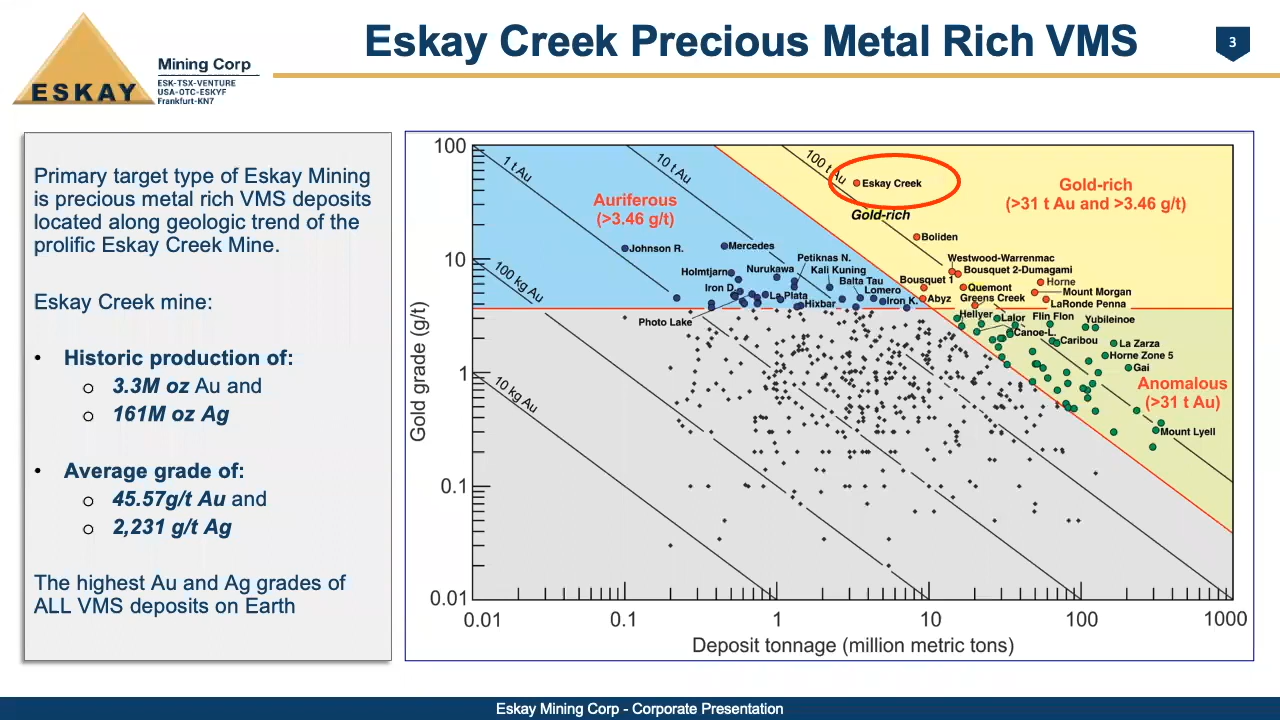 Eskay Creek Precious Metal Rich VMS
3
ESKAY
Mining Corp
ESK-TSX-VENTURE
USA-OTC-ESKYF
Frankfurt-KN7
Primary target type of Eskay Mining
is precious metal rich VMS deposits
located along geologic trend of the
prolific Eskay Creek Mine.
Eskay Creek mine:
• Historic production of:
o 3.3M oz Au and
o 161M oz Ag
• Average grade of:
o 45.57g/t Au and
o 2,231 g/t Ag
The highest Au and Ag grades of
ALL VMS deposits on Earth
Gold grade (g/t)
100
10
1
0.1
0.01
1 t Au
10 t Au
100 t Au
100 kg Au
10 kg Au
Auriferous
(>3.46 g/t)
Eskay Creek
Gold-rich
Gold-rich
(>31 t Au and >3.46 g/t)
Boliden
Johnson R.
Mercedes
Petiknas N.
Westwood-Warrenmac
Holmtjarn
Nurukawa
Kali Kuning
Bousquet 2-Dumagami
Balta Tau
Bousquet 1
Horne
Iron D.
Lomero
Quemont
Mount Morgan
La Plata
Hixbar
Iron K.
Abyz
Greens Creek
LaRonde Penna
Photo Lake
Hellyer
Lalor
Flin Flon
Yubileinoe
Canoe-L.
Caribou
La Zarza
Horne Zone 5
Gai
Anomalous
(>31 t Au)
Mount Lyell
0.01
0.1
1
10
100
1000
Deposit tonnage (million metric tons)
Eskay Mining Corp - Corporate Presentation